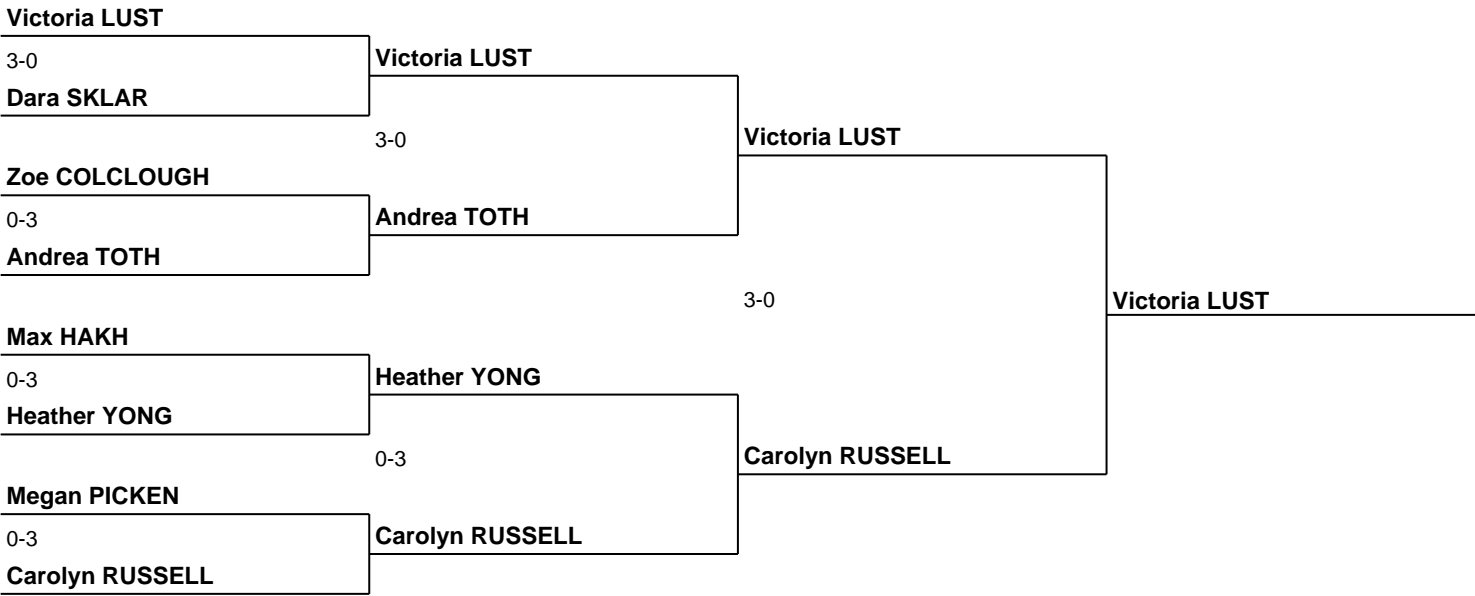 Victoria LUST
3-0
Victoria LUST
Dara SKLAR
3-0
Victoria LUST
Zoe COLCLOUGH
0-3
Andrea TOTH
Andrea TOTH
3-0
Victoria LUST
Max HAKH
0-3
Heather YONG
Heather YONG
0-3
Carolyn RUSSELL
Megan PICKEN
0-3
Carolyn RUSSELL
Carolyn RUSSELL